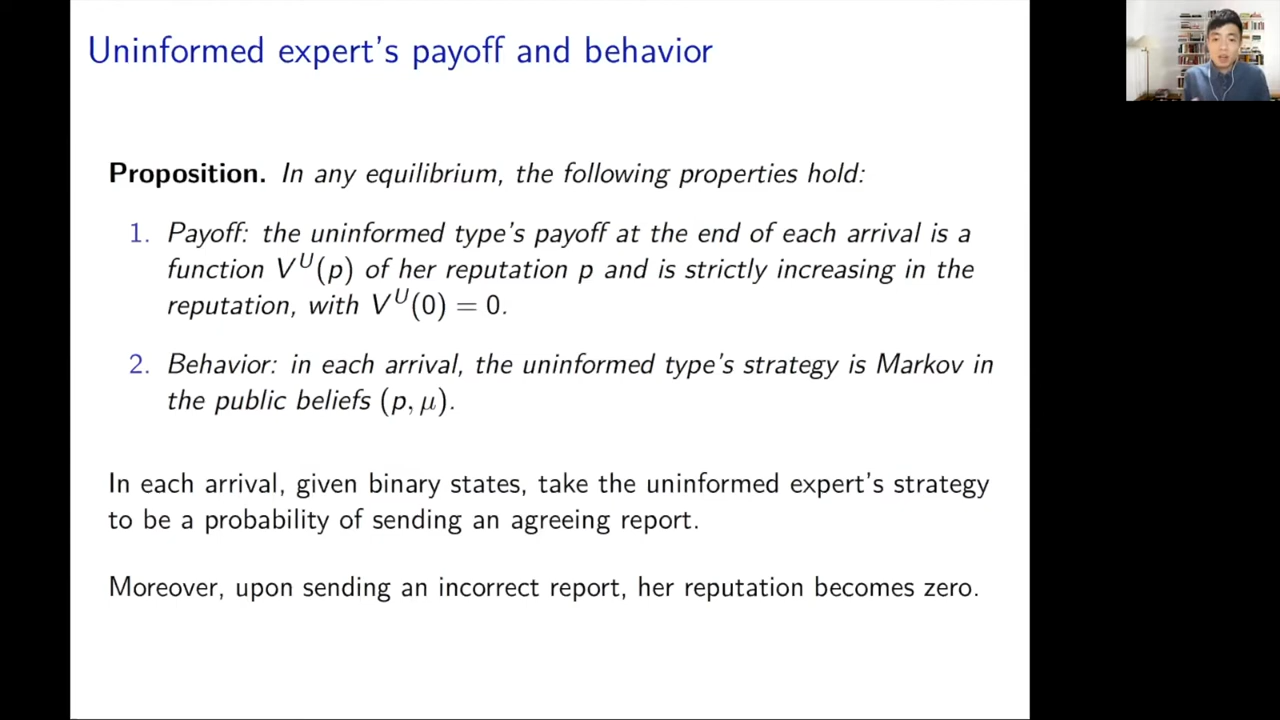 Uninformed expert's payoff and behavior
Proposition. In any equilibrium, the following properties hold:
1. Payoff: the uninformed type's payoff at the end of each arrival is a
function V^U(p) of her reputation p and is strictly increasing in the
reputation, with V^U(0) = 0.
2. Behavior: in each arrival, the uninformed type's strategy is Markov in
the public beliefs (p, μ).
In each arrival, given binary states, take the uninformed expert's strategy
to be a probability of sending an agreeing report.
Moreover, upon sending an incorrect report, her reputation becomes zero.